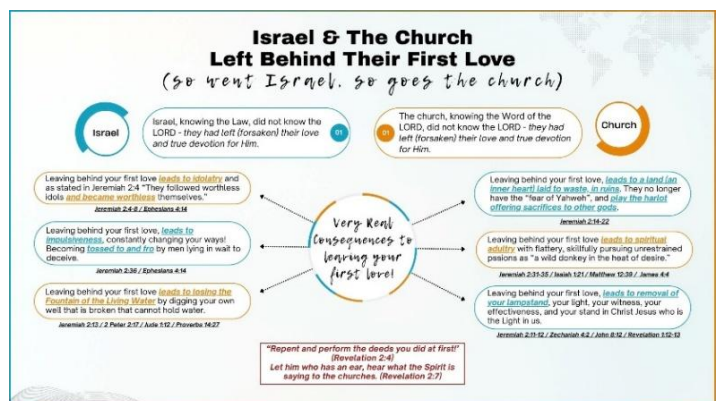 Israel & The Church
Left Behind Their First Love
(so went Israel, so goes the church)
Israel
Israel, knowing the Law, did not know the
LORD - they had left (forsaken) their love
and true devotion for Him.
01
01
The church, knowing the Word of the
LORD, did not know the LORD - they had
left (forsaken) their love and true devotion
for Him.
Church
Leaving behind your first love leads to idolatry and
as stated in Jeremiah 2:4 "They followed worthless
idols and became worthless themselves."
Jeremiah 2:4-8 / Ephesians 4:14
Leaving behind your first love, leads to
impulsiveness, constantly changing your ways!
Becoming tossed to and fro by men lying in wait to
deceive.
Jeremiah 2:36 / Ephesians 4:14
Leaving behind your first love leads to losing the
Fountain of the Living Water by digging your own
well that is broken that cannot hold water.
Jeremiah 2:13 / 2 Peter 2:17 / Jude 1:12 / Proverbs 14:27
Very Real
Consequences to
leaving your
first love!
Leaving behind your first love, leads to a land (an
inner heart) laid to waste, in ruins. They no longer
have the "fear of Yahweh", and play the harlot
offering sacrifices to other gods.
Jeremiah 2:14-22
Leaving behind your first love leads to spiritual
adultry with flattery, skillfully pursuing unrestrained
pssions as "a wild donkey in the heat of desire."
Jeremiah 2:31-35 / Isaiah 1:21 / Matthew 12:39 / James 4:4
Leaving behind your first love, leads to removal of
your lampstand, your light, your witness, your
effectiveness, and your stand in Christ Jesus who is
the Light in us.
Jeremiah 2:11-12 / Zechariah 4:2 / John 8:12 / Revelation 1:12-13
"Repent and perform the deeds you did at first!"
(Revelation 2:4)
Let him who has an ear, hear what the Spirit is
saying to the churches. (Revelation 2:7)